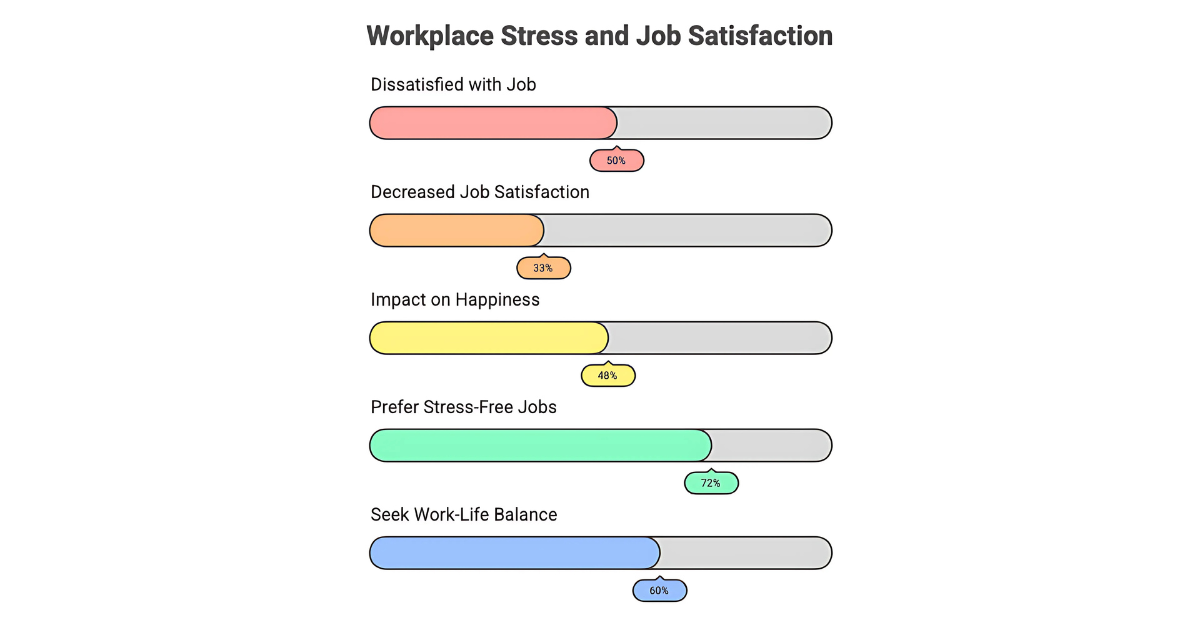 Workplace Stress and Job Satisfaction
Dissatisfied with Job
50%
Decreased Job Satisfaction
33%
Impact on Happiness
48%
Prefer Stress-Free Jobs
72%
Seek Work-Life Balance
60%